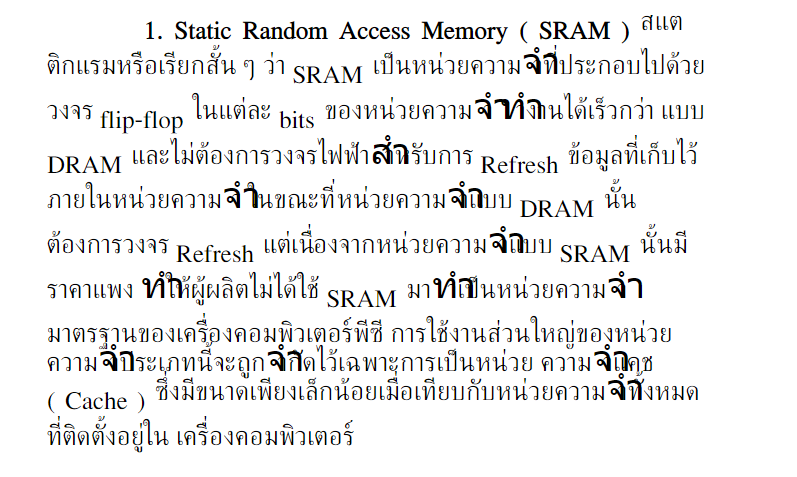 1. Static Random Access Memory ( SRAM ) สแต
ติกแรมหรือเรียกสั้น ๆ ว่า SRAM เป็นหน่วยความจำที่ประกอบไปด้วย
วงจร flip-flop ในแต่ละ bits ของหน่วยความจำทำงานได้เร็วกว่า แบบ
DRAM และไม่ต้องการวงจรไฟฟ้าสำหรับการ Refresh ข้อมูลที่เก็บไว้
ภายในหน่วยความจำในขณะที่หน่วยความจำแบบ DRAM นั้น
ต้องการวงจร Refresh แต่เนื่องจากหน่วยความจำแบบ SRAM นั้นมี
ราคาแพง ทำให้ผู้ผลิตไม่ได้ใช้ SRAM มาทำเป็นหน่วยความจำ
มาตรฐานของเครื่องคอมพิวเตอร์พีซี การใช้งานส่วนใหญ่ของหน่วย
ความจำประเภทนี้จะถูกจำกัดไว้เฉพาะการเป็นหน่วย ความจำแคช
( Cache ) ซึ่งมีขนาดเพียงเล็กน้อยเมื่อเทียบกับหน่วยความจำทั้งหมด
ที่ติดตั้งอยู่ใน เครื่องคอมพิวเตอร์